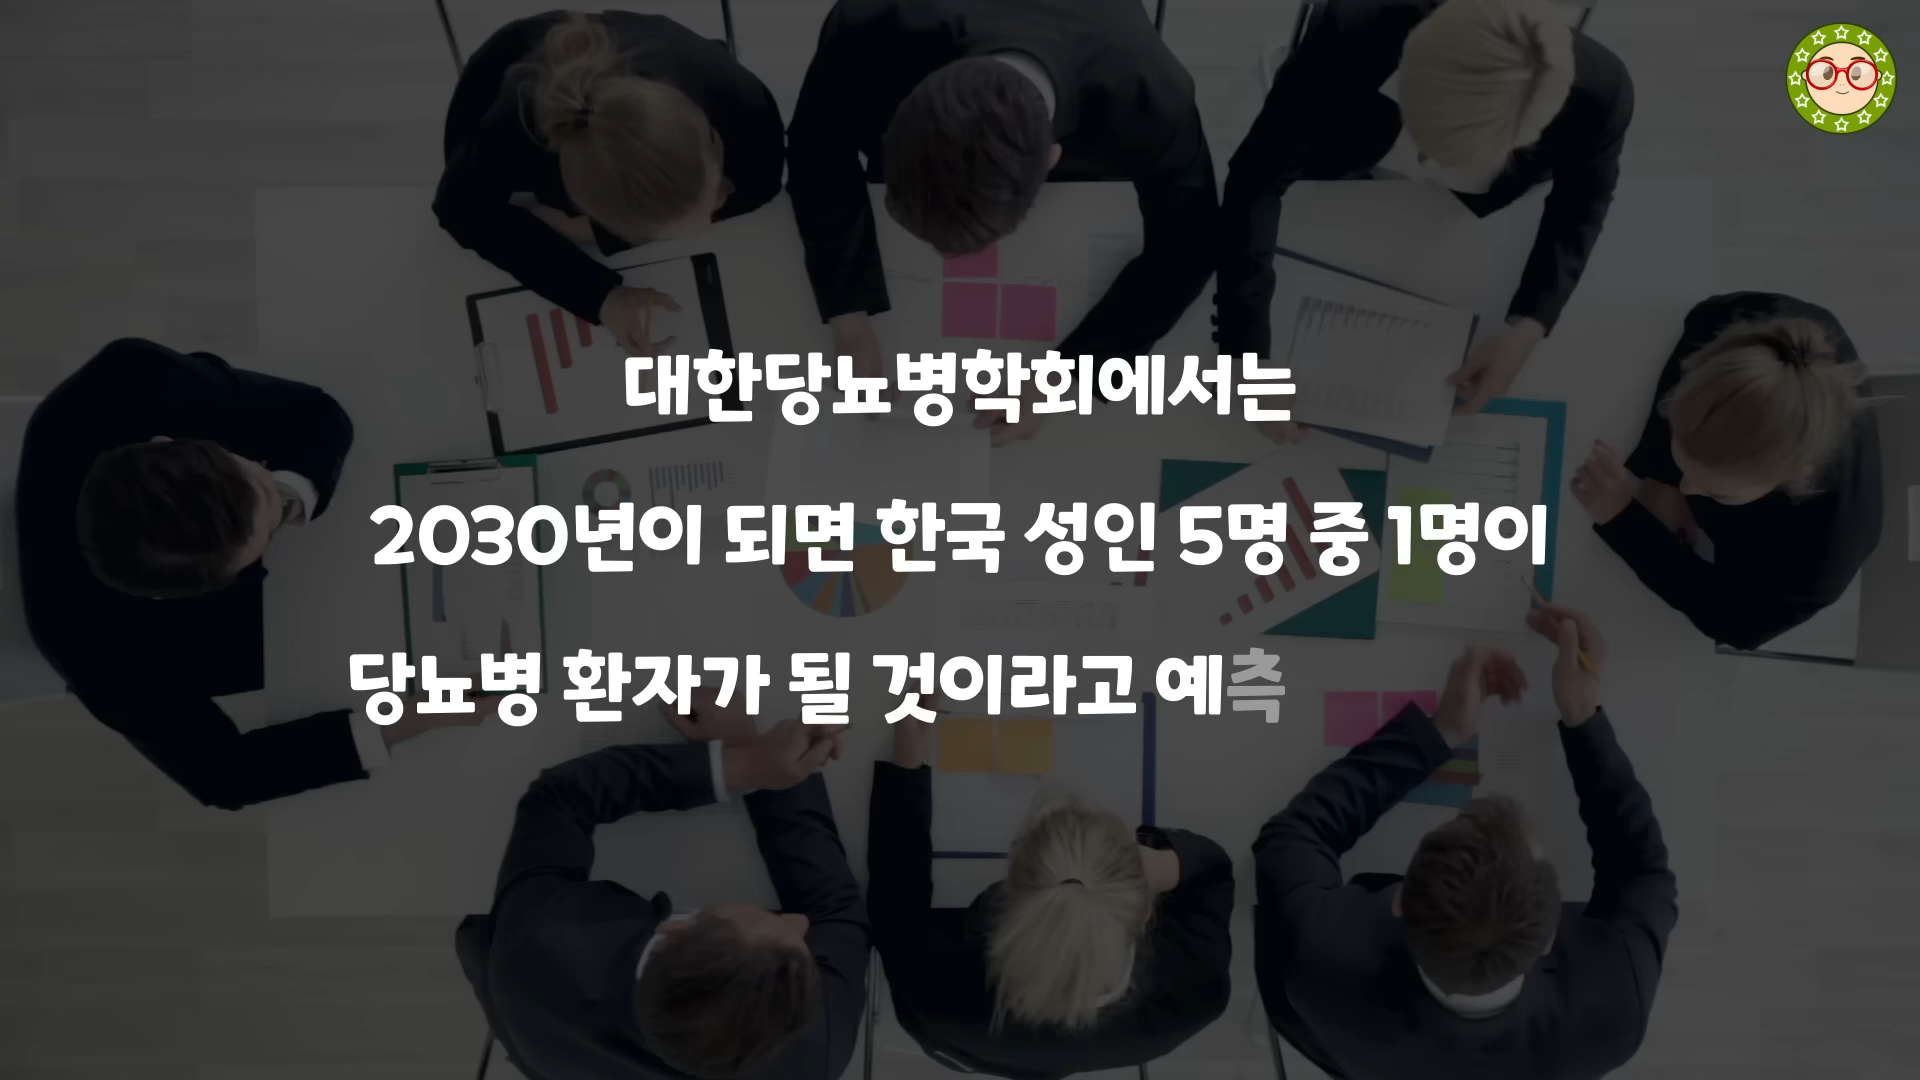 대한당뇨병학회에서는
2030년이 되면 한국 성인 5명 중 1명이
당뇨병 환자가 될 것이라고 예측